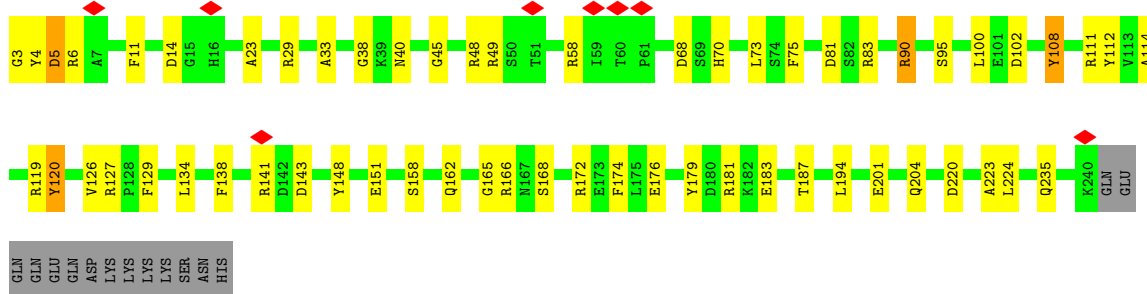 G3 Y4 D5 R6 A7 F11 D14 G15 H16 A23 R29 A33 G38 K39 N40 G45 R48 R49 S50 T51 R58 I59 T60 P61 D68 S69 H70 L73 S74 F75 D81 S82 R83 R90 S95 L100 E101 D102 Y108 R111 Y112 V113 A114
R119 Y120 V126 R127 P128 F129 L134 F138 R141 D142 D143 Y148 E151 S158 Q162 G165 R166 N167 S168 R172 E173 F174 L175 E176 Y179 D180 R181 K182 E183 T187 L194 E201 Q204 D220 A223 L224 Q235 K240 GLN GLU
GLN GLN GLU GLN ASP LYS LYS LYS LYS SER ASN HIS